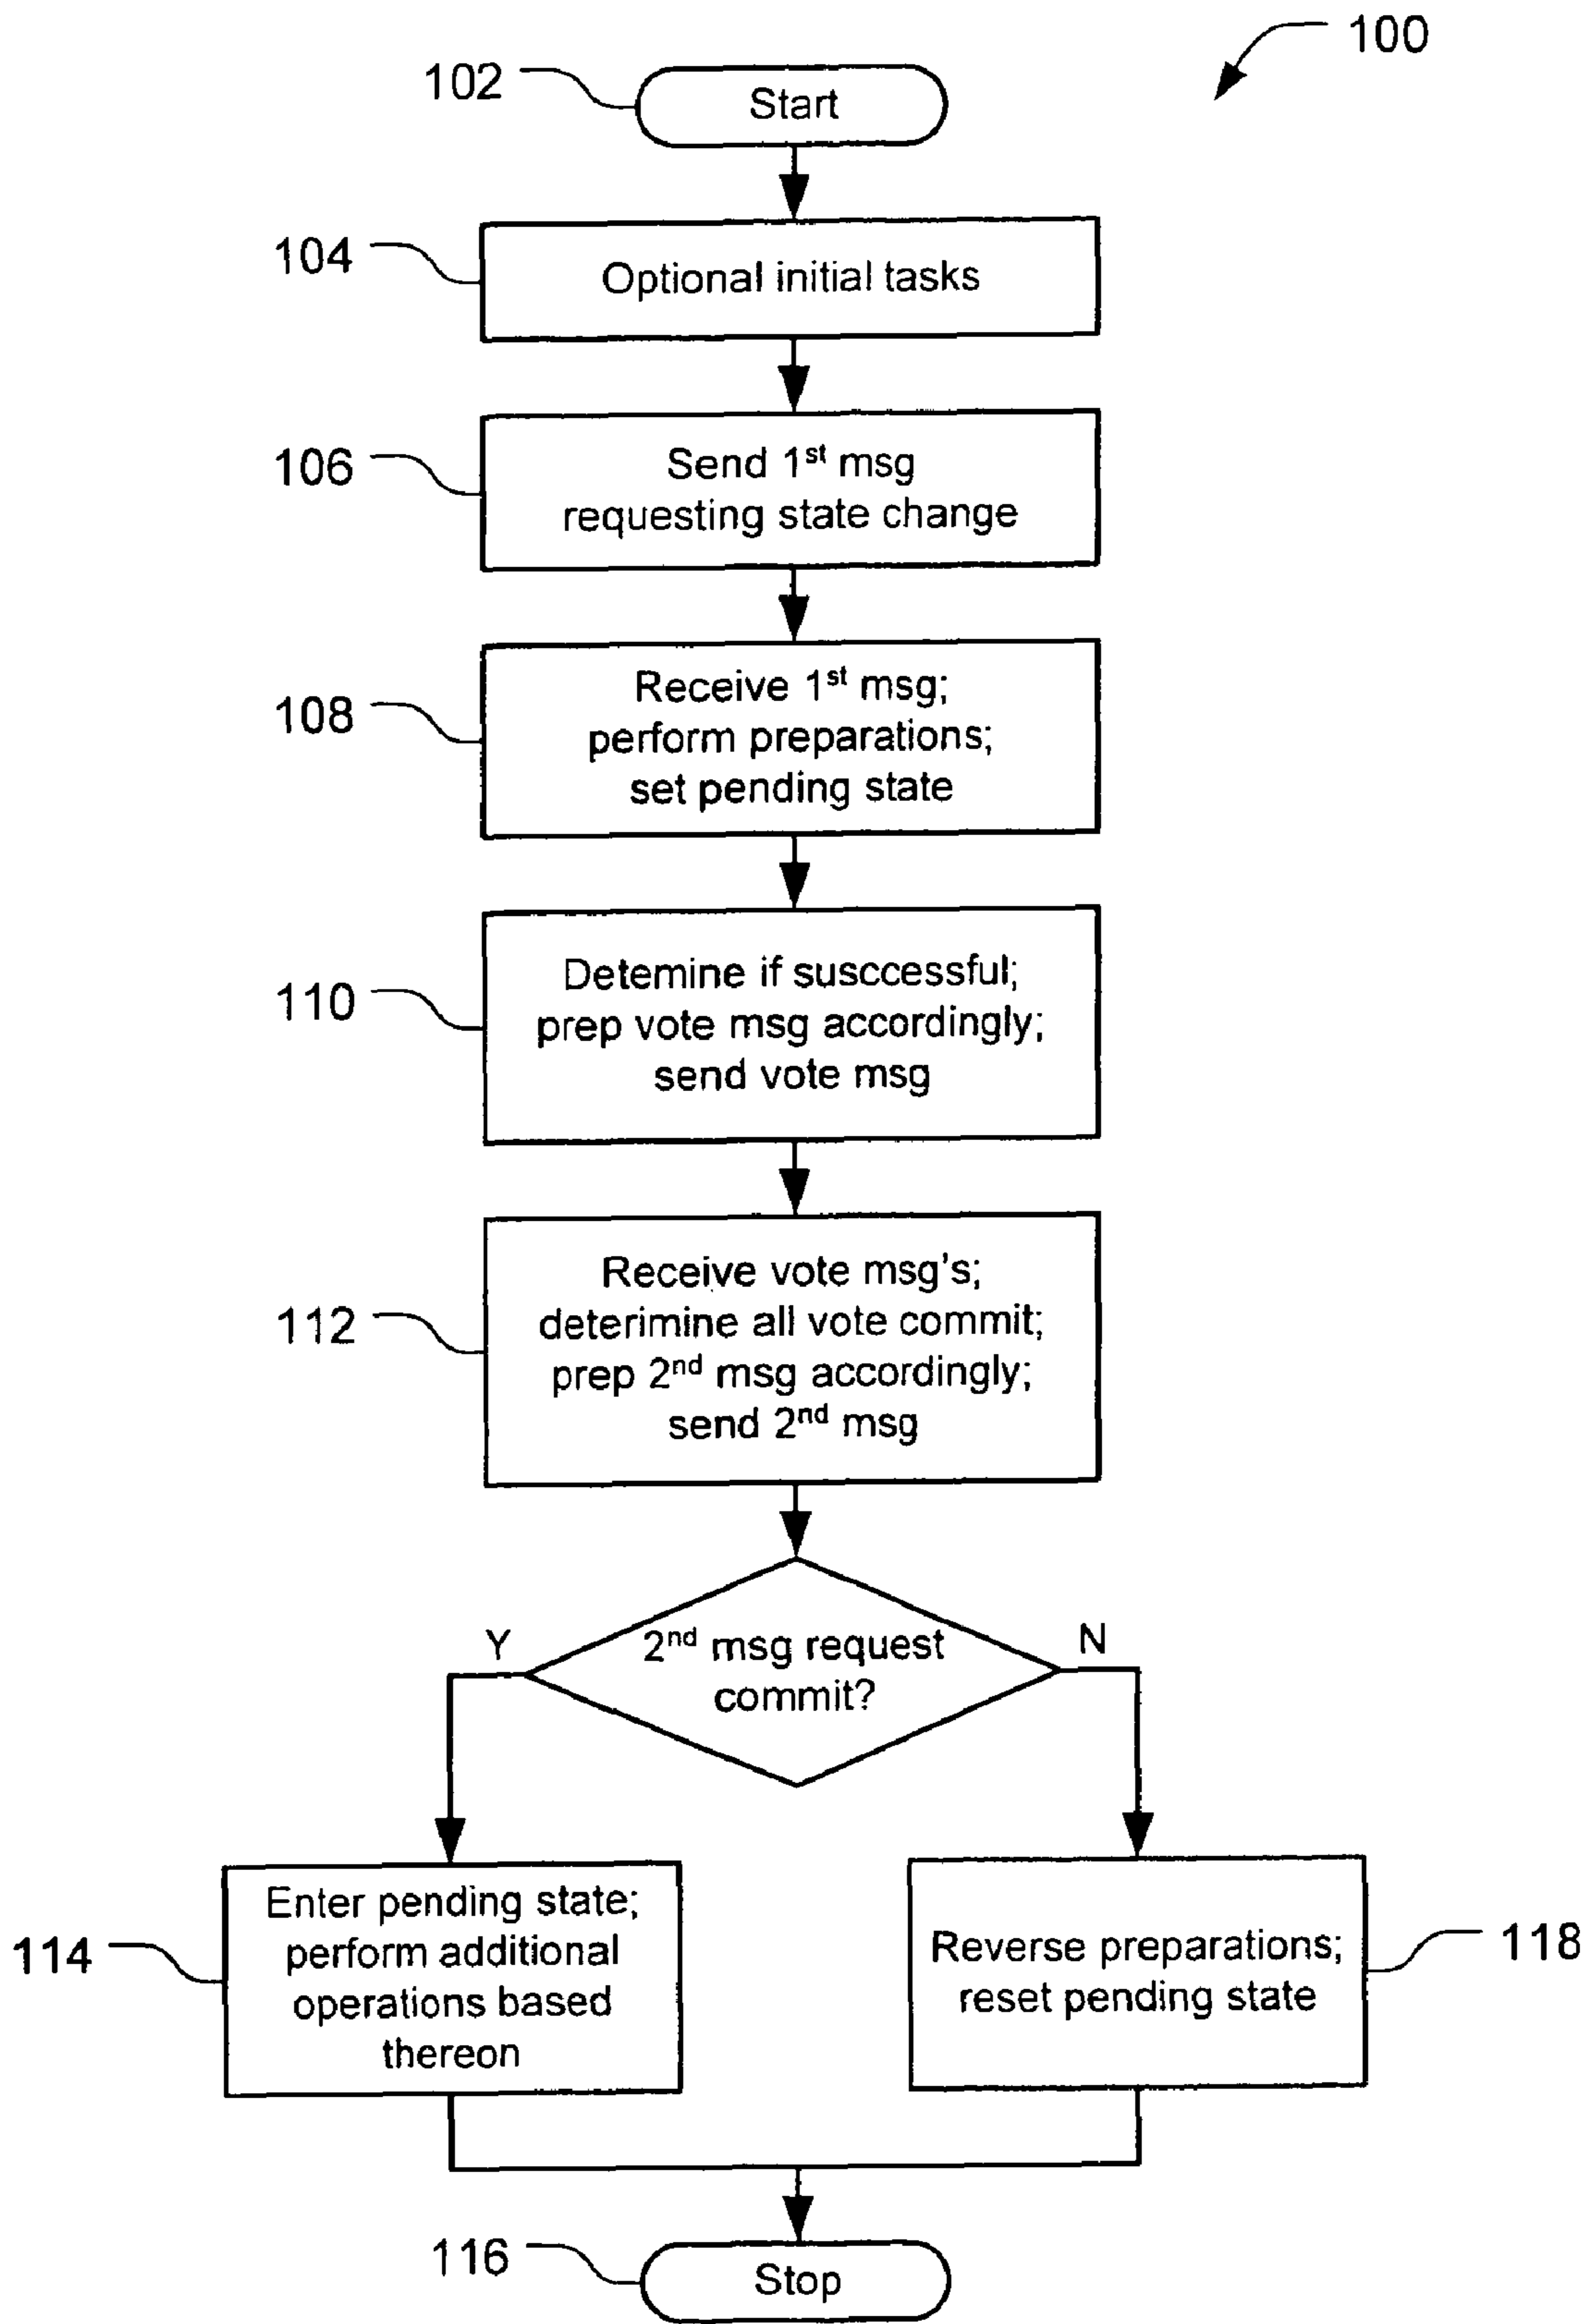 100
102
Start
104
Optional initial tasks
106
Send 1st msg
requesting state change
108
Receive 1st msg;
perform preparations;
set pending state
110
Detemine if susccessful;
prep vote msg accordingly;
send vote msg
112
Receive vote msg's;
deterimine all vote commit;
prep 2nd msg accordingly;
send 2nd msg
Y
2nd msg request
commit?
N
114
Enter pending state;
perform additional
operations based
thereon
Reverse preparations;
reset pending state
118
116
Stop